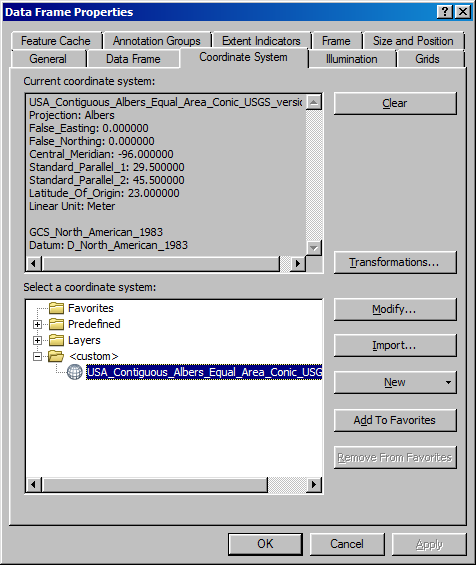 Data Frame Properties
Feature Cache Annotation Groups Extent Indicators Frame Size and Position
General Data Frame Coordinate System Illumination Grids
Current coordinate system:
USA_Contiguous_Albers_Equal_Area_Conic_USGS_versio
Projection: Albers
False_Easting: 0.000000
False_Northing: 0.000000
Central_Meridian: -96.000000
Standard_Parallel_1: 29.500000
Standard_Parallel_2: 45.500000
Latitude_Of_Origin: 23.000000
Linear Unit: Meter
GCS_North_American_1983
Datum: D_North_American_1983
Clear
Transformations...
Select a coordinate system:
Favorites
Predefined
Layers
<custom>
USA_Contiguous_Albers_Equal_Area_Conic_USG
Modify...
Import...
New
Add To Favorites
Remove From Favorites
OK Cancel Apply